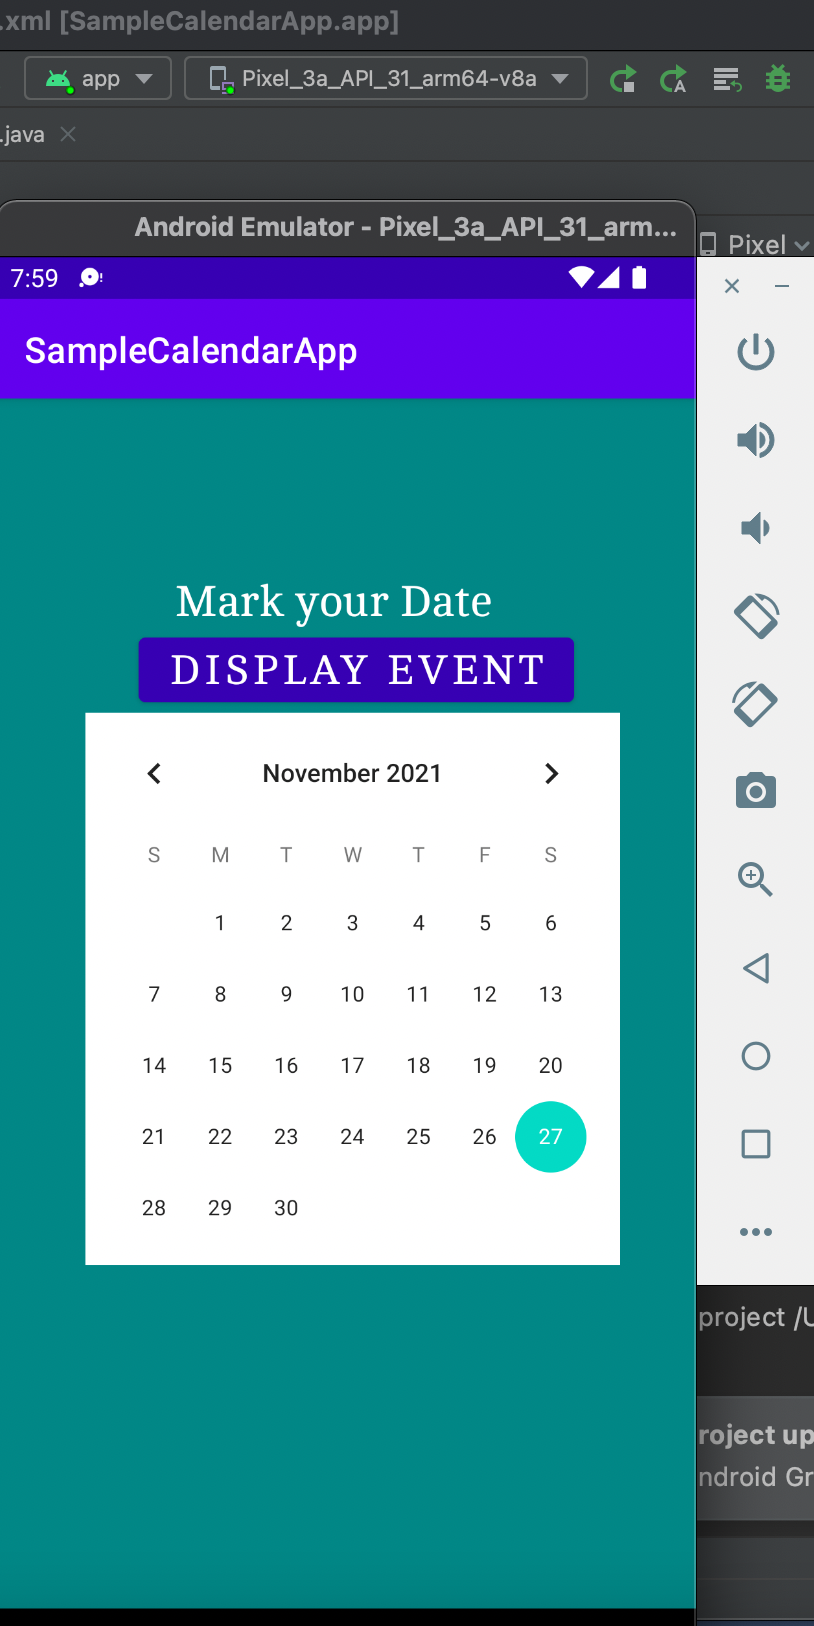 .xml [SampleCalendarApp.app]
app Pixel_3a_API_31_arm64-v8a
.java
Android Emulator - Pixel_3a_API_31_arm...
Pixel
7:59
SampleCalendarApp
Mark your Date
DISPLAY EVENT
November 2021
S M T W T F S
1 2 3 4 5 6
7 8 9 10 11 12 13
14 15 16 17 18 19 20
21 22 23 24 25 26 27
28 29 30
project /U
roject up
ndroid Gr